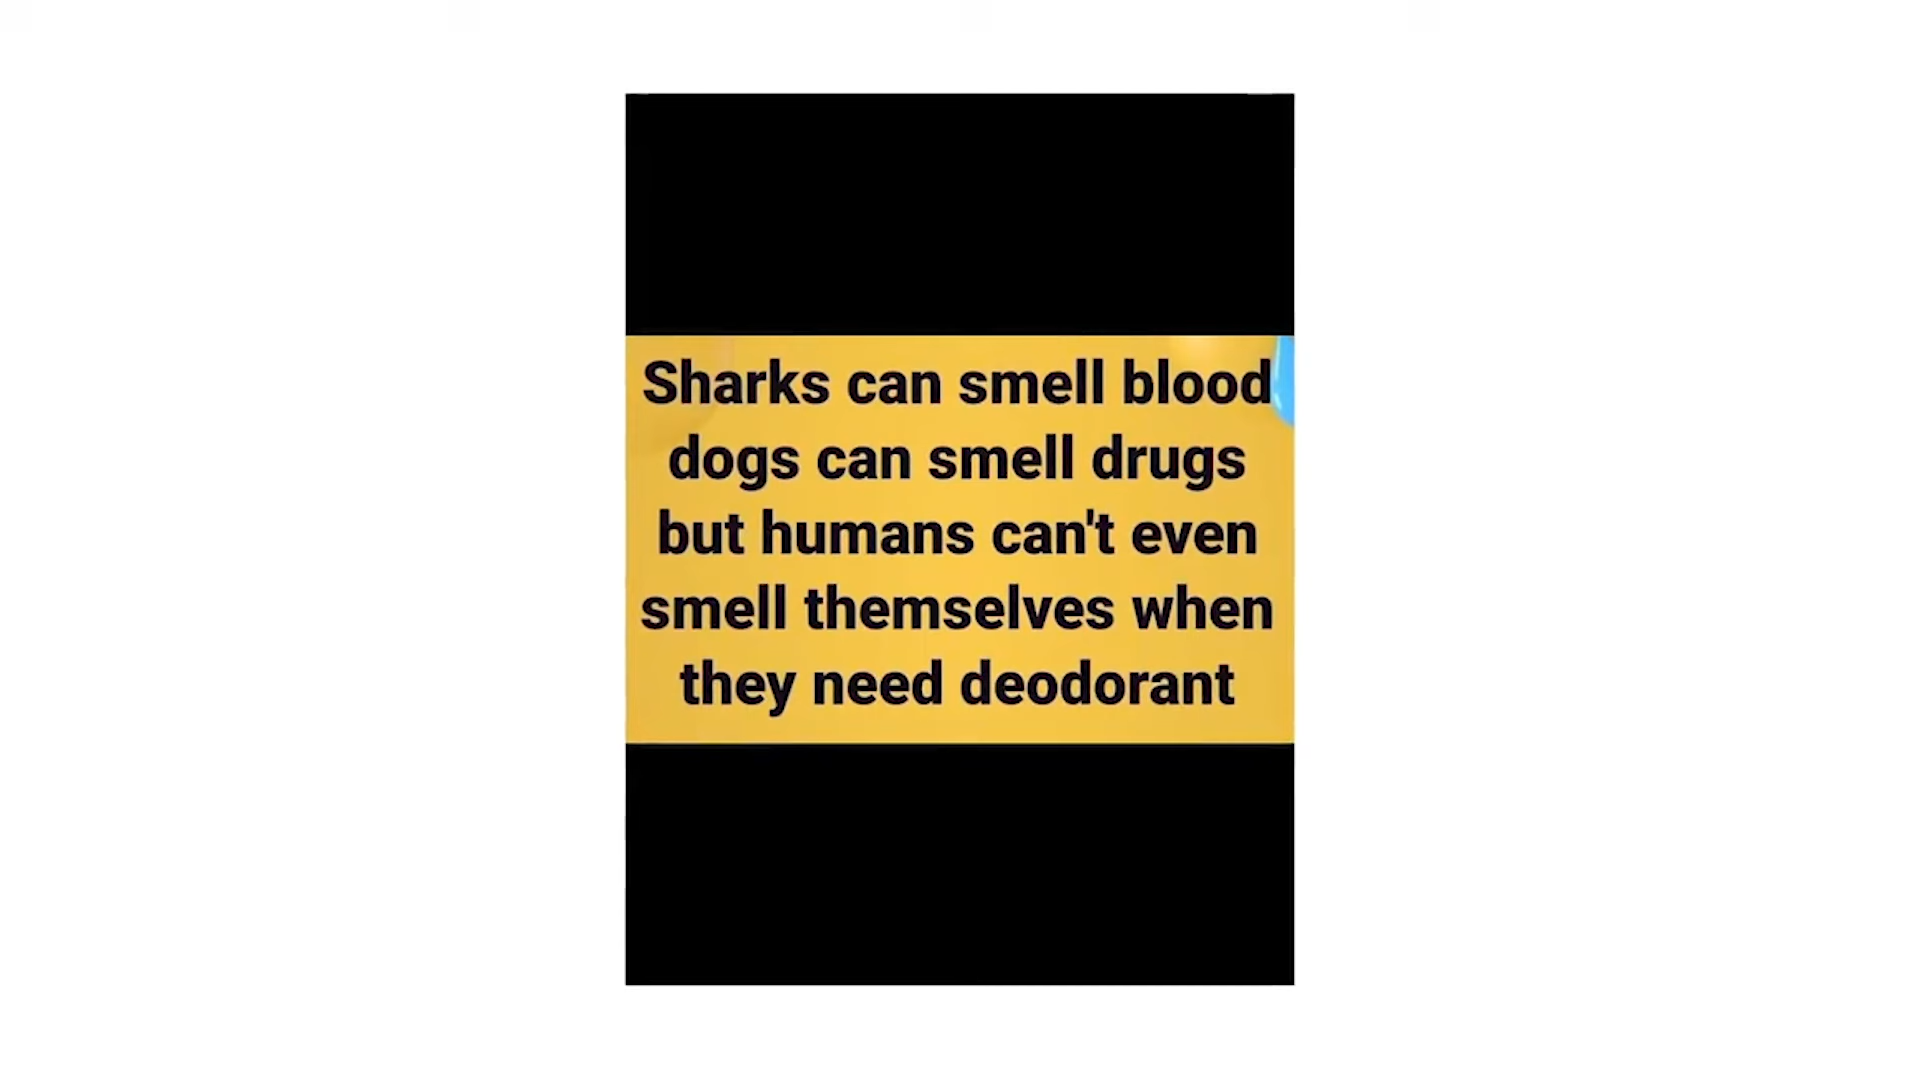 Sharks can smell blood
dogs can smell drugs
but humans can't even
smell themselves when
they need deodorant